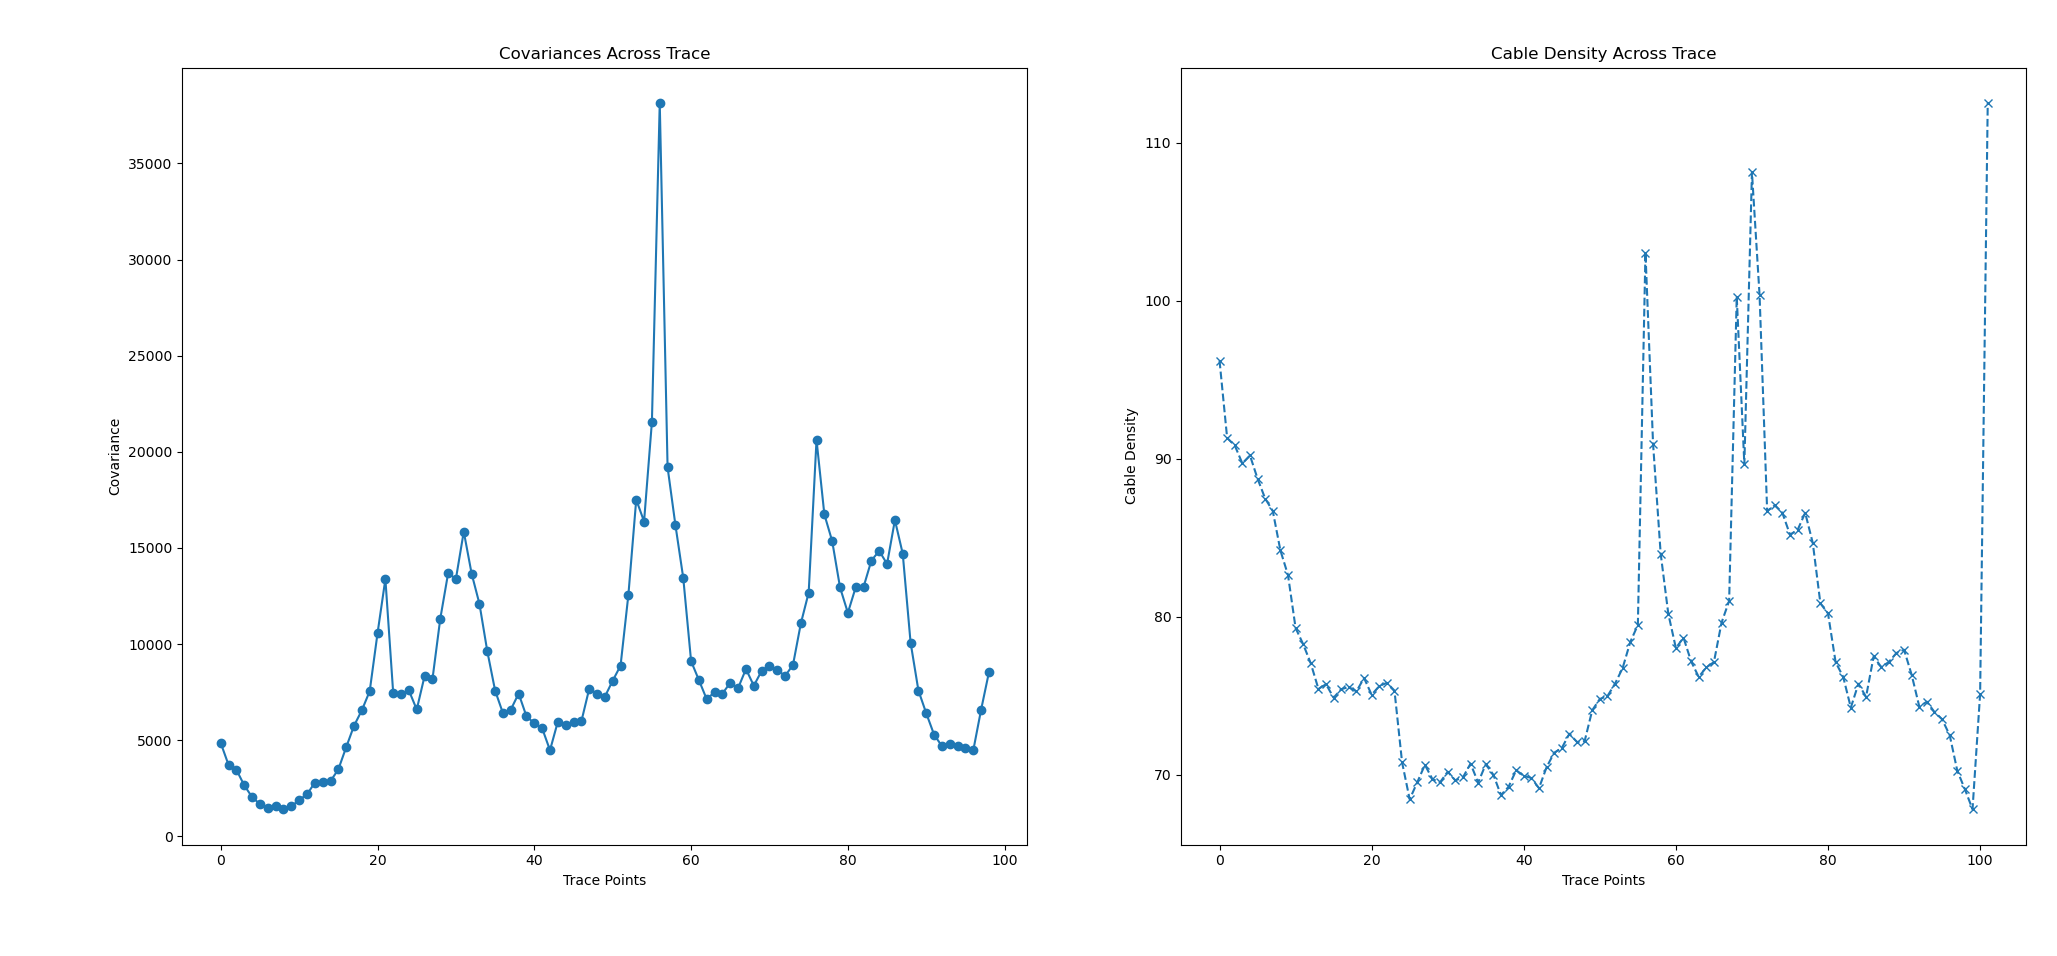 Covariances Across Trace
Covariance
35000
30000
25000
20000
15000
10000
5000
0
0 20 40 60 80 100
Trace Points
Cable Density Across Trace
Cable Density
110
100
90
80
70
0 20 40 60 80 100
Trace Points